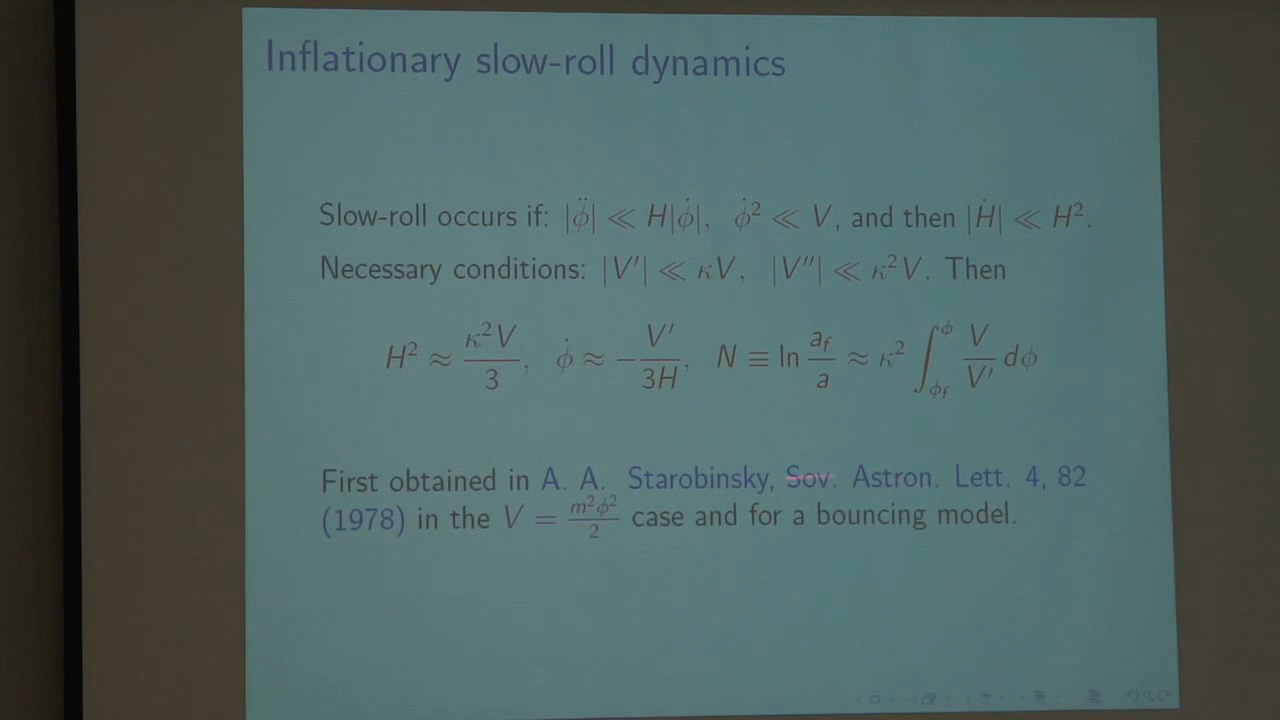 Inflationary slow-roll dynamics
Slow-roll occurs if: |φ̈| ≪ H|φ̇|, φ̇² ≪ V, and then |Ḣ| ≪ H².
Necessary conditions: |V′| ≪ κV, |V″| ≪ κ²V. Then
H² ≈ κ²V/3, φ̇ ≈ −V′/3H, N ≡ ln a_f/a ≈ κ² ∫_{φ_f}^{φ} V/V′ dφ
First obtained in A. A. Starobinsky, Sov. Astron. Lett. 4, 82
(1978) in the V = m²φ²/2 case and for a bouncing model.